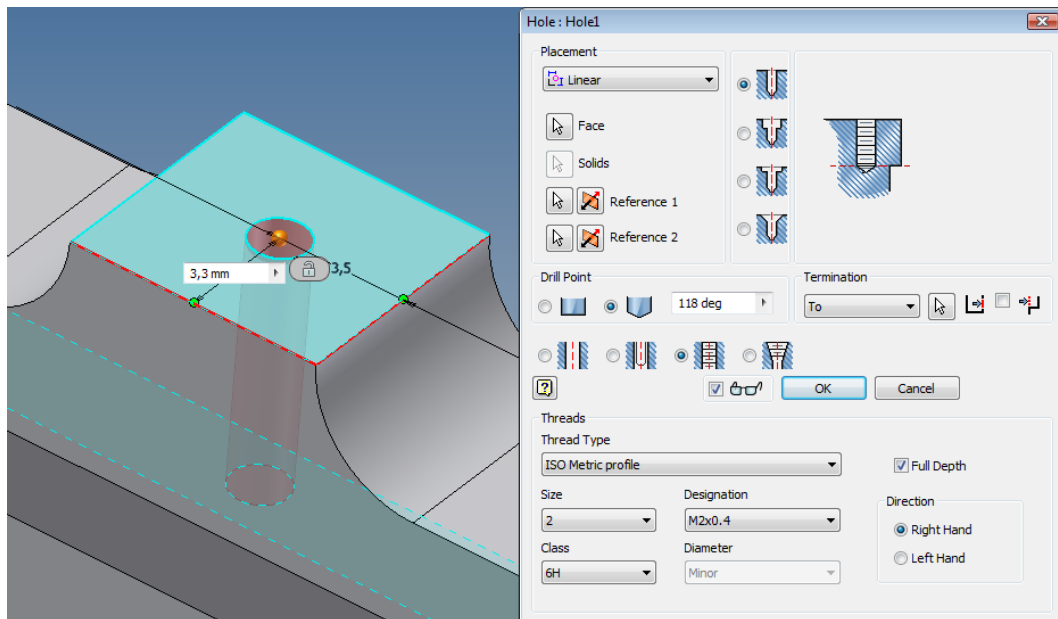 Hole : Hole1
Placement
Linear
Face
Solids
Reference 1
Reference 2
3,3 mm
3,5
Drill Point
118 deg
Termination
To
OK
Cancel
Threads
Thread Type
ISO Metric profile
Full Depth
Size
Designation
2
M2x0.4
Class
Diameter
6H
Minor
Direction
Right Hand
Left Hand